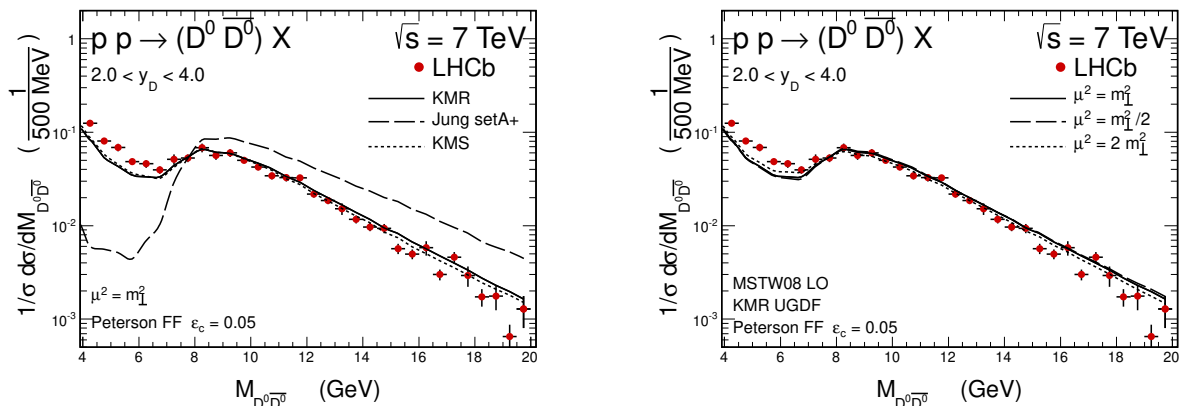 p p → (D⁰ D̅⁰) X √s = 7 TeV
2.0 < y_D < 4.0
LHCb
KMR
Jung setA+
KMS
μ² = m²_⊥
Peterson FF ε_c = 0.05
1/σ dσ/dM_{D⁰D̅⁰} (1/500 MeV)
1
10⁻¹
10⁻²
10⁻³
4 6 8 10 12 14 16 18 20
M_{D⁰D̅⁰} (GeV)
p p → (D⁰ D̅⁰) X √s = 7 TeV
2.0 < y_D < 4.0
LHCb
μ² = m²_⊥
μ² = m²_⊥/2
μ² = 2 m²_⊥
MSTW08 LO
KMR UGDF
Peterson FF ε_c = 0.05
1/σ dσ/dM_{D⁰D̅⁰} (1/500 MeV)
1
10⁻¹
10⁻²
10⁻³
4 6 8 10 12 14 16 18 20
M_{D⁰D̅⁰} (GeV)